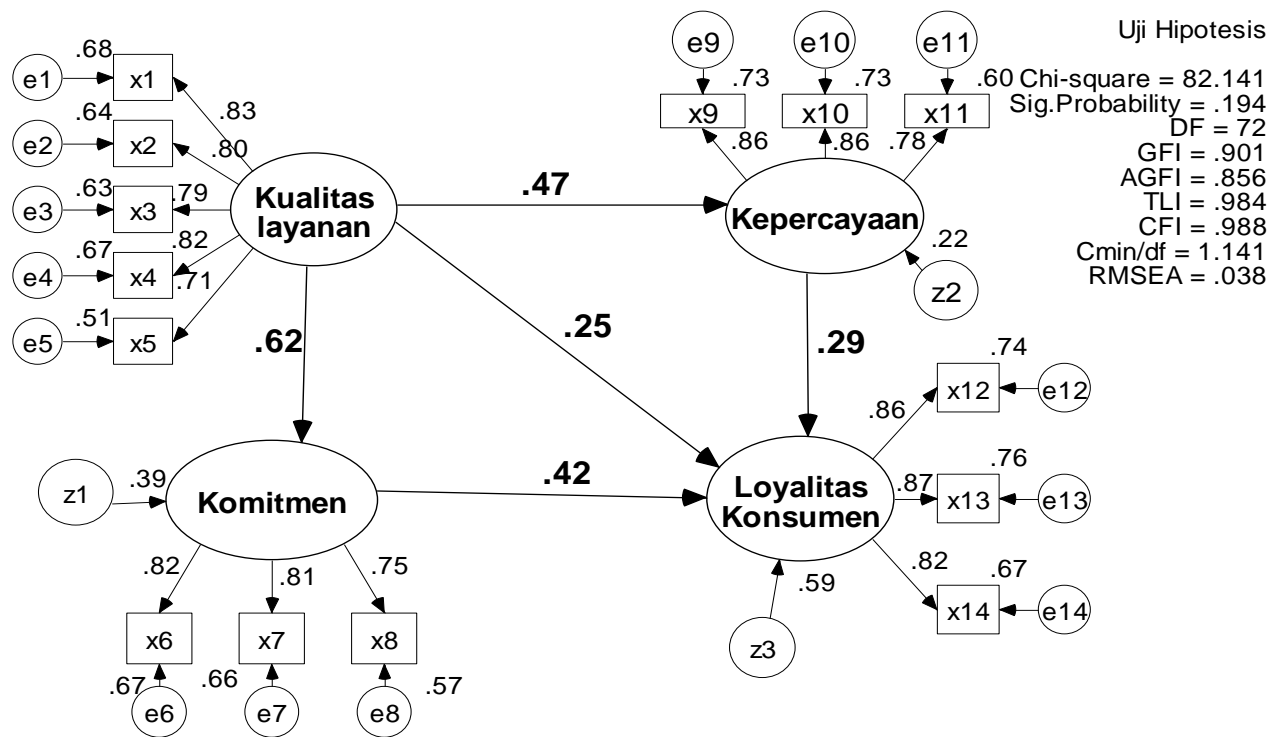 Uji Hipotesis
Chi-square = 82.141
Sig.Probability = .194
DF = 72
GFI = .901
AGFI = .856
TLI = .984
CFI = .988
Cmin/df = 1.141
RMSEA = .038
e1
.68
x1
.83
e2
.64
x2
.80
e3
.63
x3
.79
e4
.67
x4
.82
e5
.51
x5
.71
Kualitas
layanan
.47
.62
.25
e9
.73
x9
.86
e10
.73
x10
.86
e11
.60
x11
.78
Kepercayaan
.22
z2
.29
z1
.39
Komitmen
.42
.82
.81
.75
x6
x7
x8
.67
.66
.57
e6
e7
e8
Loyalitas
Konsumen
.59
z3
.86
.74
x12
e12
.87
.76
x13
e13
.82
.67
x14
e14